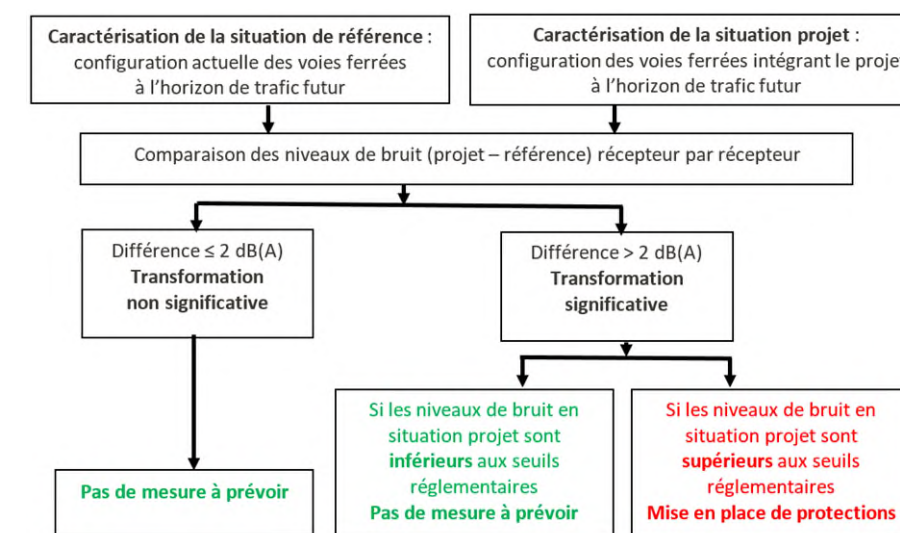 Caractérisation de la situation de référence :
configuration actuelle des voies ferrées
à l'horizon de trafic futur
Caractérisation de la situation projet :
configuration des voies ferrées intégrant le projet
à l'horizon de trafic futur
Comparaison des niveaux de bruit (projet – référence) récepteur par récepteur
Différence ≤ 2 dB(A)
Transformation
non significative
Différence > 2 dB(A)
Transformation
significative
Pas de mesure à prévoir
Si les niveaux de bruit en
situation projet sont
inférieurs aux seuils
réglementaires
Pas de mesure à prévoir
Si les niveaux de bruit en
situation projet sont
supérieurs aux seuils
réglementaires
Mise en place de protections